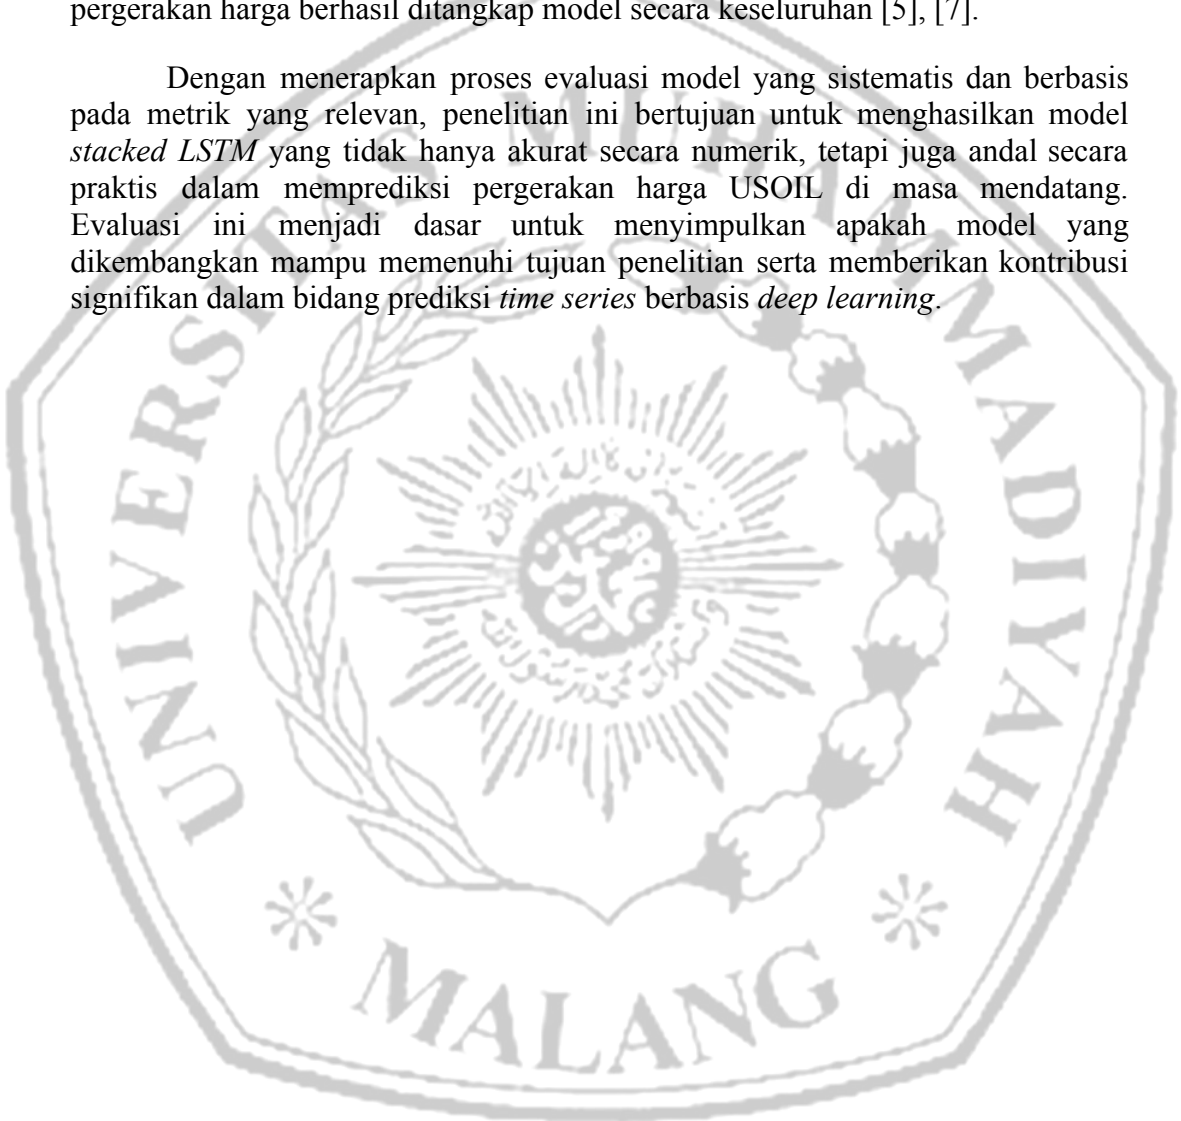 pergerakan harga berhasil ditangkap model secara keseluruhan [5], [7].
Dengan menerapkan proses evaluasi model yang sistematis dan berbasis
pada metrik yang relevan, penelitian ini bertujuan untuk menghasilkan model
stacked LSTM yang tidak hanya akurat secara numerik, tetapi juga andal secara
praktis dalam memprediksi pergerakan harga USOIL di masa mendatang.
Evaluasi ini menjadi dasar untuk menyimpulkan apakah model yang
dikembangkan mampu memenuhi tujuan penelitian serta memberikan kontribusi
signifikan dalam bidang prediksi time series berbasis deep learning.
UNIVERSITAS MUHAMMADIYAH
MALANG